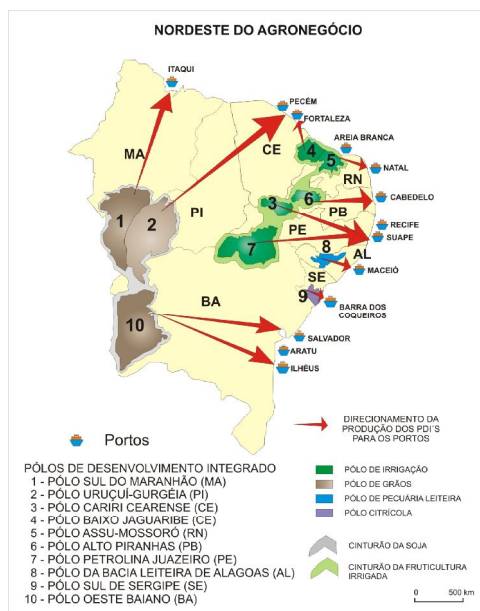 NORDESTE DO AGRONEGÓCIO
ITAQUI
PECÉM
FORTALEZA
AREIA BRANCA
CE
MA
4
5
NATAL
RN
1
2
PI
3
6
CABEDELO
PB
RECIFE
PE
SUAPE
7
8
AL
MACEIÓ
SE
9
BA
BARRA DOS
COQUEIROS
10
SALVADOR
ARATU
ILHÉUS
Portos
DIRECIONAMENTO DA
PRODUÇÃO DOS PDI´S
PARA OS PORTOS
PÓLOS DE DESENVOLVIMENTO INTEGRADO
1 - PÓLO SUL DO MARANHÃO (MA)
2 - PÓLO URUÇUÍ-GURGÉIA (PI)
3 - PÓLO CARIRI CEARENSE (CE)
4 - PÓLO BAIXO JAGUARIBE (CE)
5 - PÓLO ASSU-MOSSORÓ (RN)
6 - PÓLO ALTO PIRANHAS (PB)
7 - PÓLO PETROLINA JUAZEIRO (PE)
8 - PÓLO DA BACIA LEITEIRA DE ALAGOAS (AL)
9 - PÓLO SUL DE SERGIPE (SE)
10 - PÓLO OESTE BAIANO (BA)
PÓLO DE IRRIGAÇÃO
PÓLO DE GRÃOS
PÓLO DE PECUÁRIA LEITEIRA
PÓLO CITRÍCOLA
CINTURÃO DA SOJA
CINTURÃO DA FRUTICULTURA
IRRIGADA
0 500 km